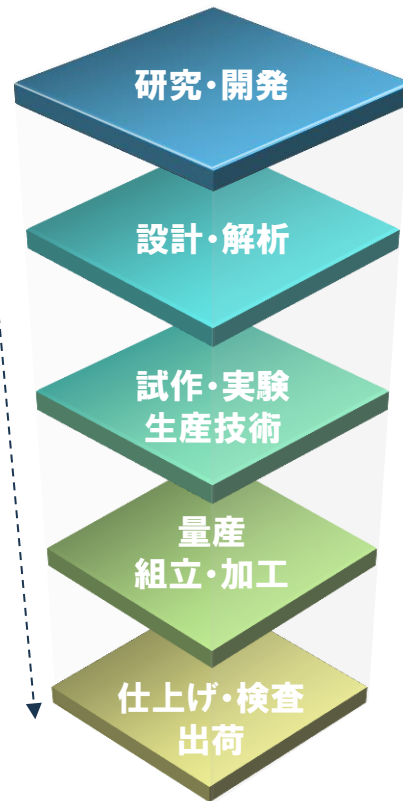 研究・開発
設計・解析
試作・実験
生産技術
量産
組立・加工
仕上げ・検査
出荷